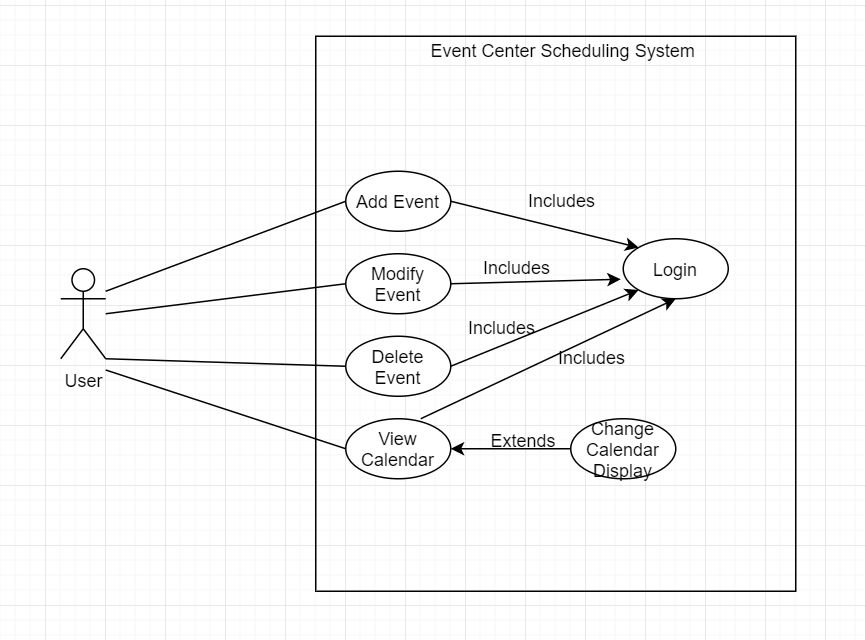 Event Center Scheduling System
Add Event
Includes
Modify
Event
Includes
Login
Includes
Delete
Event
Includes
User
View
Calendar
Extends
Change
Calendar
Display